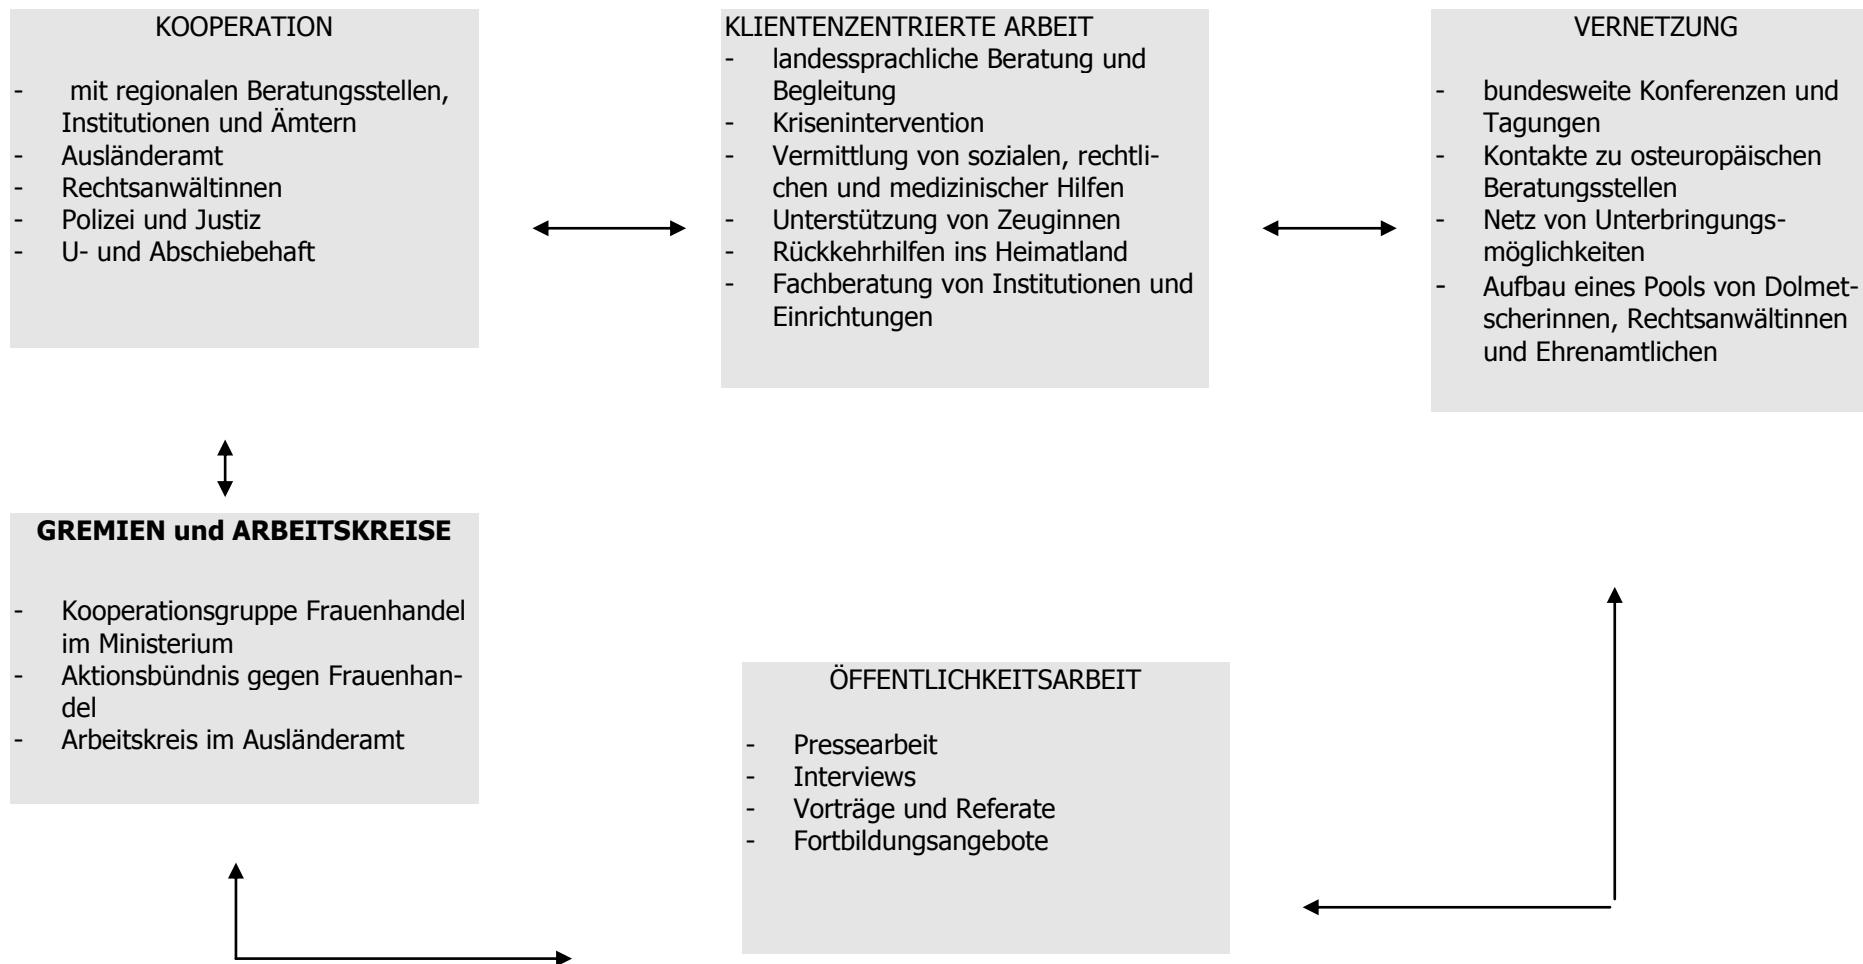 KOOPERATION
- mit regionalen Beratungsstellen,
Institutionen und Ämtern
- Ausländeramt
- Rechtsanwältinnen
- Polizei und Justiz
- U- und Abschiebehaft
KLIENTENZENTRIERTE ARBEIT
- landessprachliche Beratung und
Begleitung
- Krisenintervention
- Vermittlung von sozialen, rechtli-
chen und medizinischer Hilfen
- Unterstützung von Zeuginnen
- Rückkehrhilfen ins Heimatland
- Fachberatung von Institutionen und
Einrichtungen
VERNETZUNG
- bundesweite Konferenzen und
Tagungen
- Kontakte zu osteuropäischen
Beratungsstellen
- Netz von Unterbringungs-
möglichkeiten
- Aufbau eines Pools von Dolmet-
scherinnen, Rechtsanwältinnen
und Ehrenamtlichen
GREMIEN und ARBEITSKREISE
- Kooperationsgruppe Frauenhandel
im Ministerium
- Aktionsbündnis gegen Frauenhan-
del
- Arbeitskreis im Ausländeramt
ÖFFENTLICHKEITSARBEIT
- Pressearbeit
- Interviews
- Vorträge und Referate
- Fortbildungsangebote